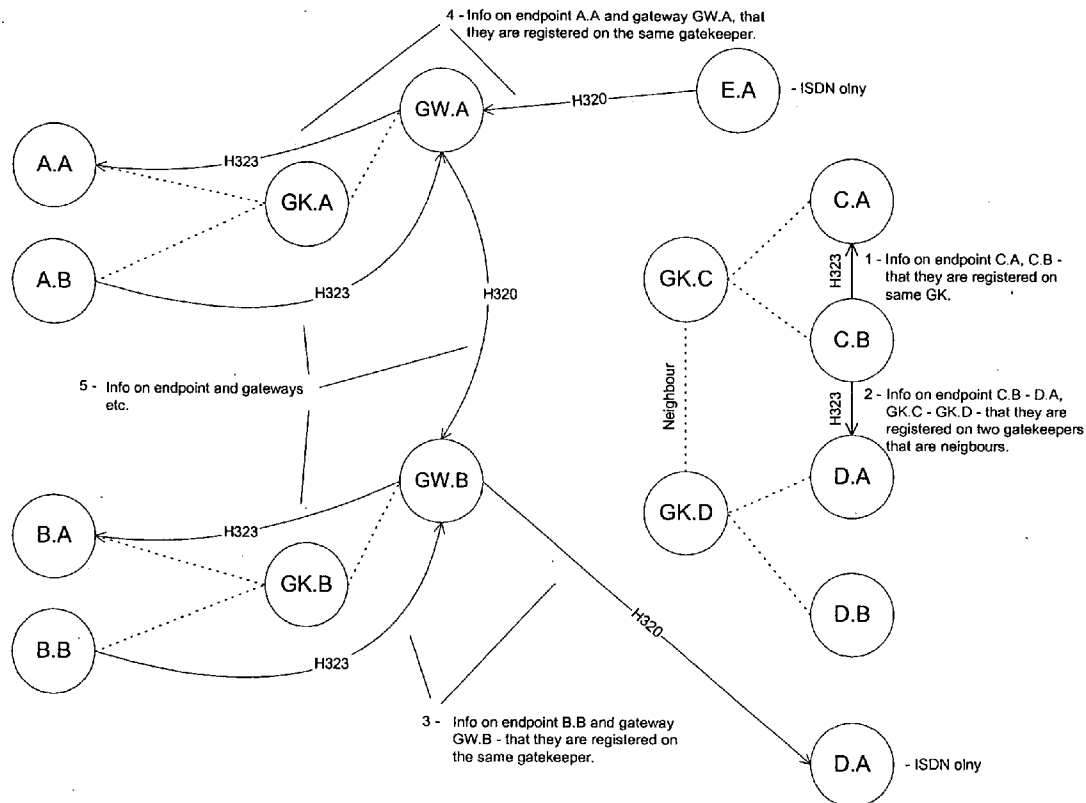 4 - Info on endpoint A.A and gateway GW.A, that
they are registered on the same gatekeeper.
E.A
- ISDN olny
H320
GW.A
A.A
H323
GK.A
C.A
A.B
H323
H320
GK.C
H323
1 - Info on endpoint C.A, C.B -
that they are registered on
same GK.
C.B
5 - Info on endpoint and gateways
etc.
Neighbour
H323
2 - Info on endpoint C.B - D.A,
GK.C - GK.D - that they are
registered on two gatekeepers
that are neigbours.
GW.B
D.A
GK.D
B.A
H323
GK.B
D.B
H320
B.B
H323
3 - Info on endpoint B.B and gateway
GW.B - that they are registered on
the same gatekeeper.
D.A
- ISDN olny